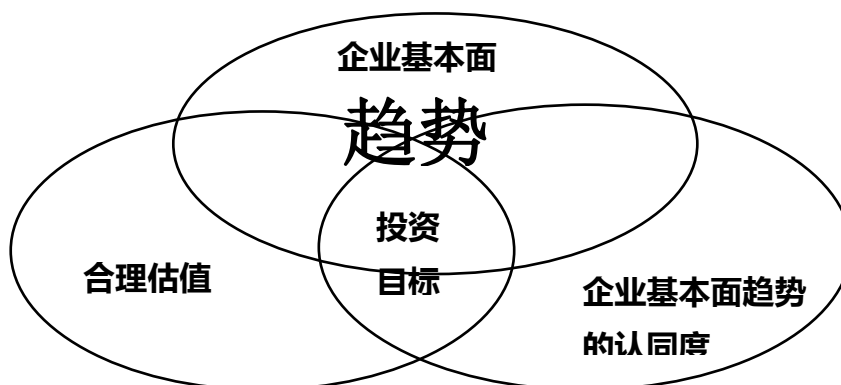 企业基本面
趋势
投资
目标
合理估值
企业基本面趋势
的认同度